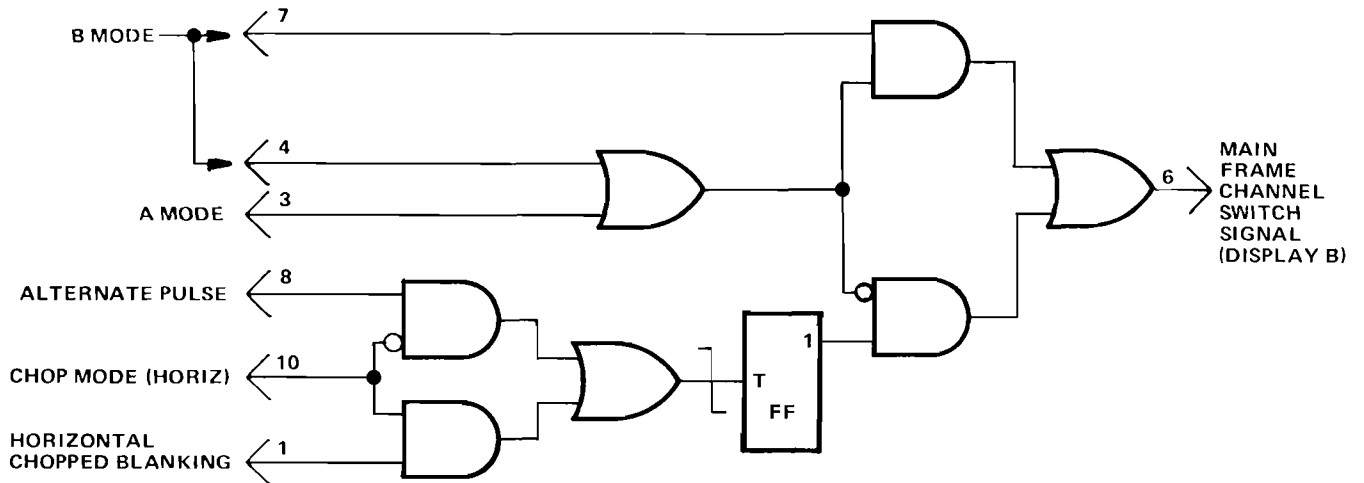 B MODE
7
4
A MODE
3
ALTERNATE PULSE
8
CHOP MODE (HORIZ)
10
HORIZONTAL
CHOPPED BLANKING
1
T
FF
1
6
MAIN
FRAME
CHANNEL
SWITCH
SIGNAL
(DISPLAY B)